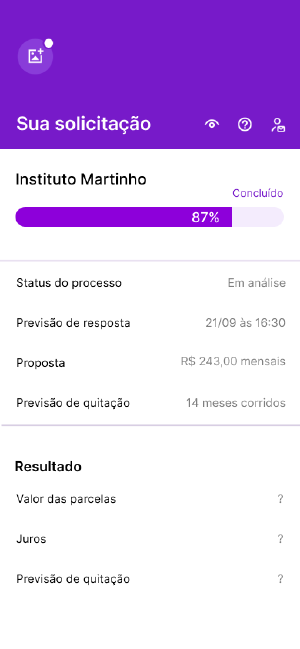 Sua solicitação
Instituto Martinho
Concluído
87%
Status do processo Em análise
Previsão de resposta 21/09 às 16:30
Proposta R$ 243,00 mensais
Previsão de quitação 14 meses corridos
Resultado
Valor das parcelas ?
Juros ?
Previsão de quitação ?